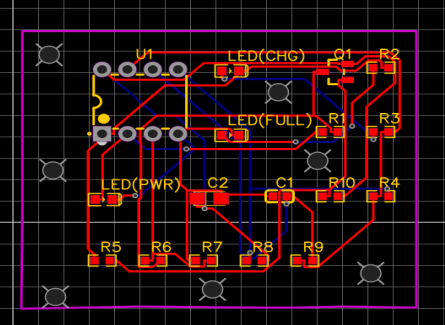 U1 LED(CHG) Q1 R2
LED(FULL) R1 R3
LED(PWR) C2 C1 R10 R4
R5 R6 R7 R8 R9